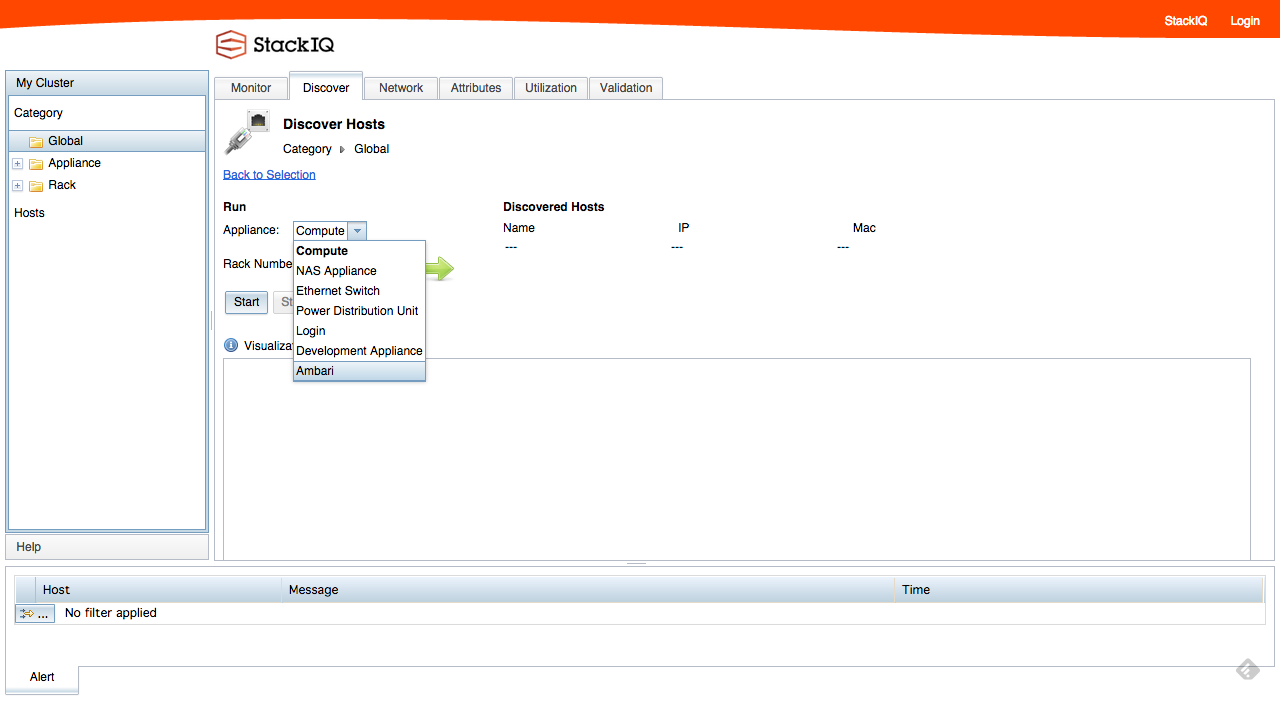 StackIQ Login
StackIQ
My Cluster
Category
Global
Appliance
Rack
Hosts
Help
Monitor Discover Network Attributes Utilization Validation
Discover Hosts
Category Global
Back to Selection
Run
Appliance: Compute
Compute
NAS Appliance
Ethernet Switch
Power Distribution Unit
Login
Development Appliance
Ambari
Rack Numbe
Start St
Visualiza
Discovered Hosts
Name IP Mac
--- --- ---
Host Message Time
... No filter applied
Alert